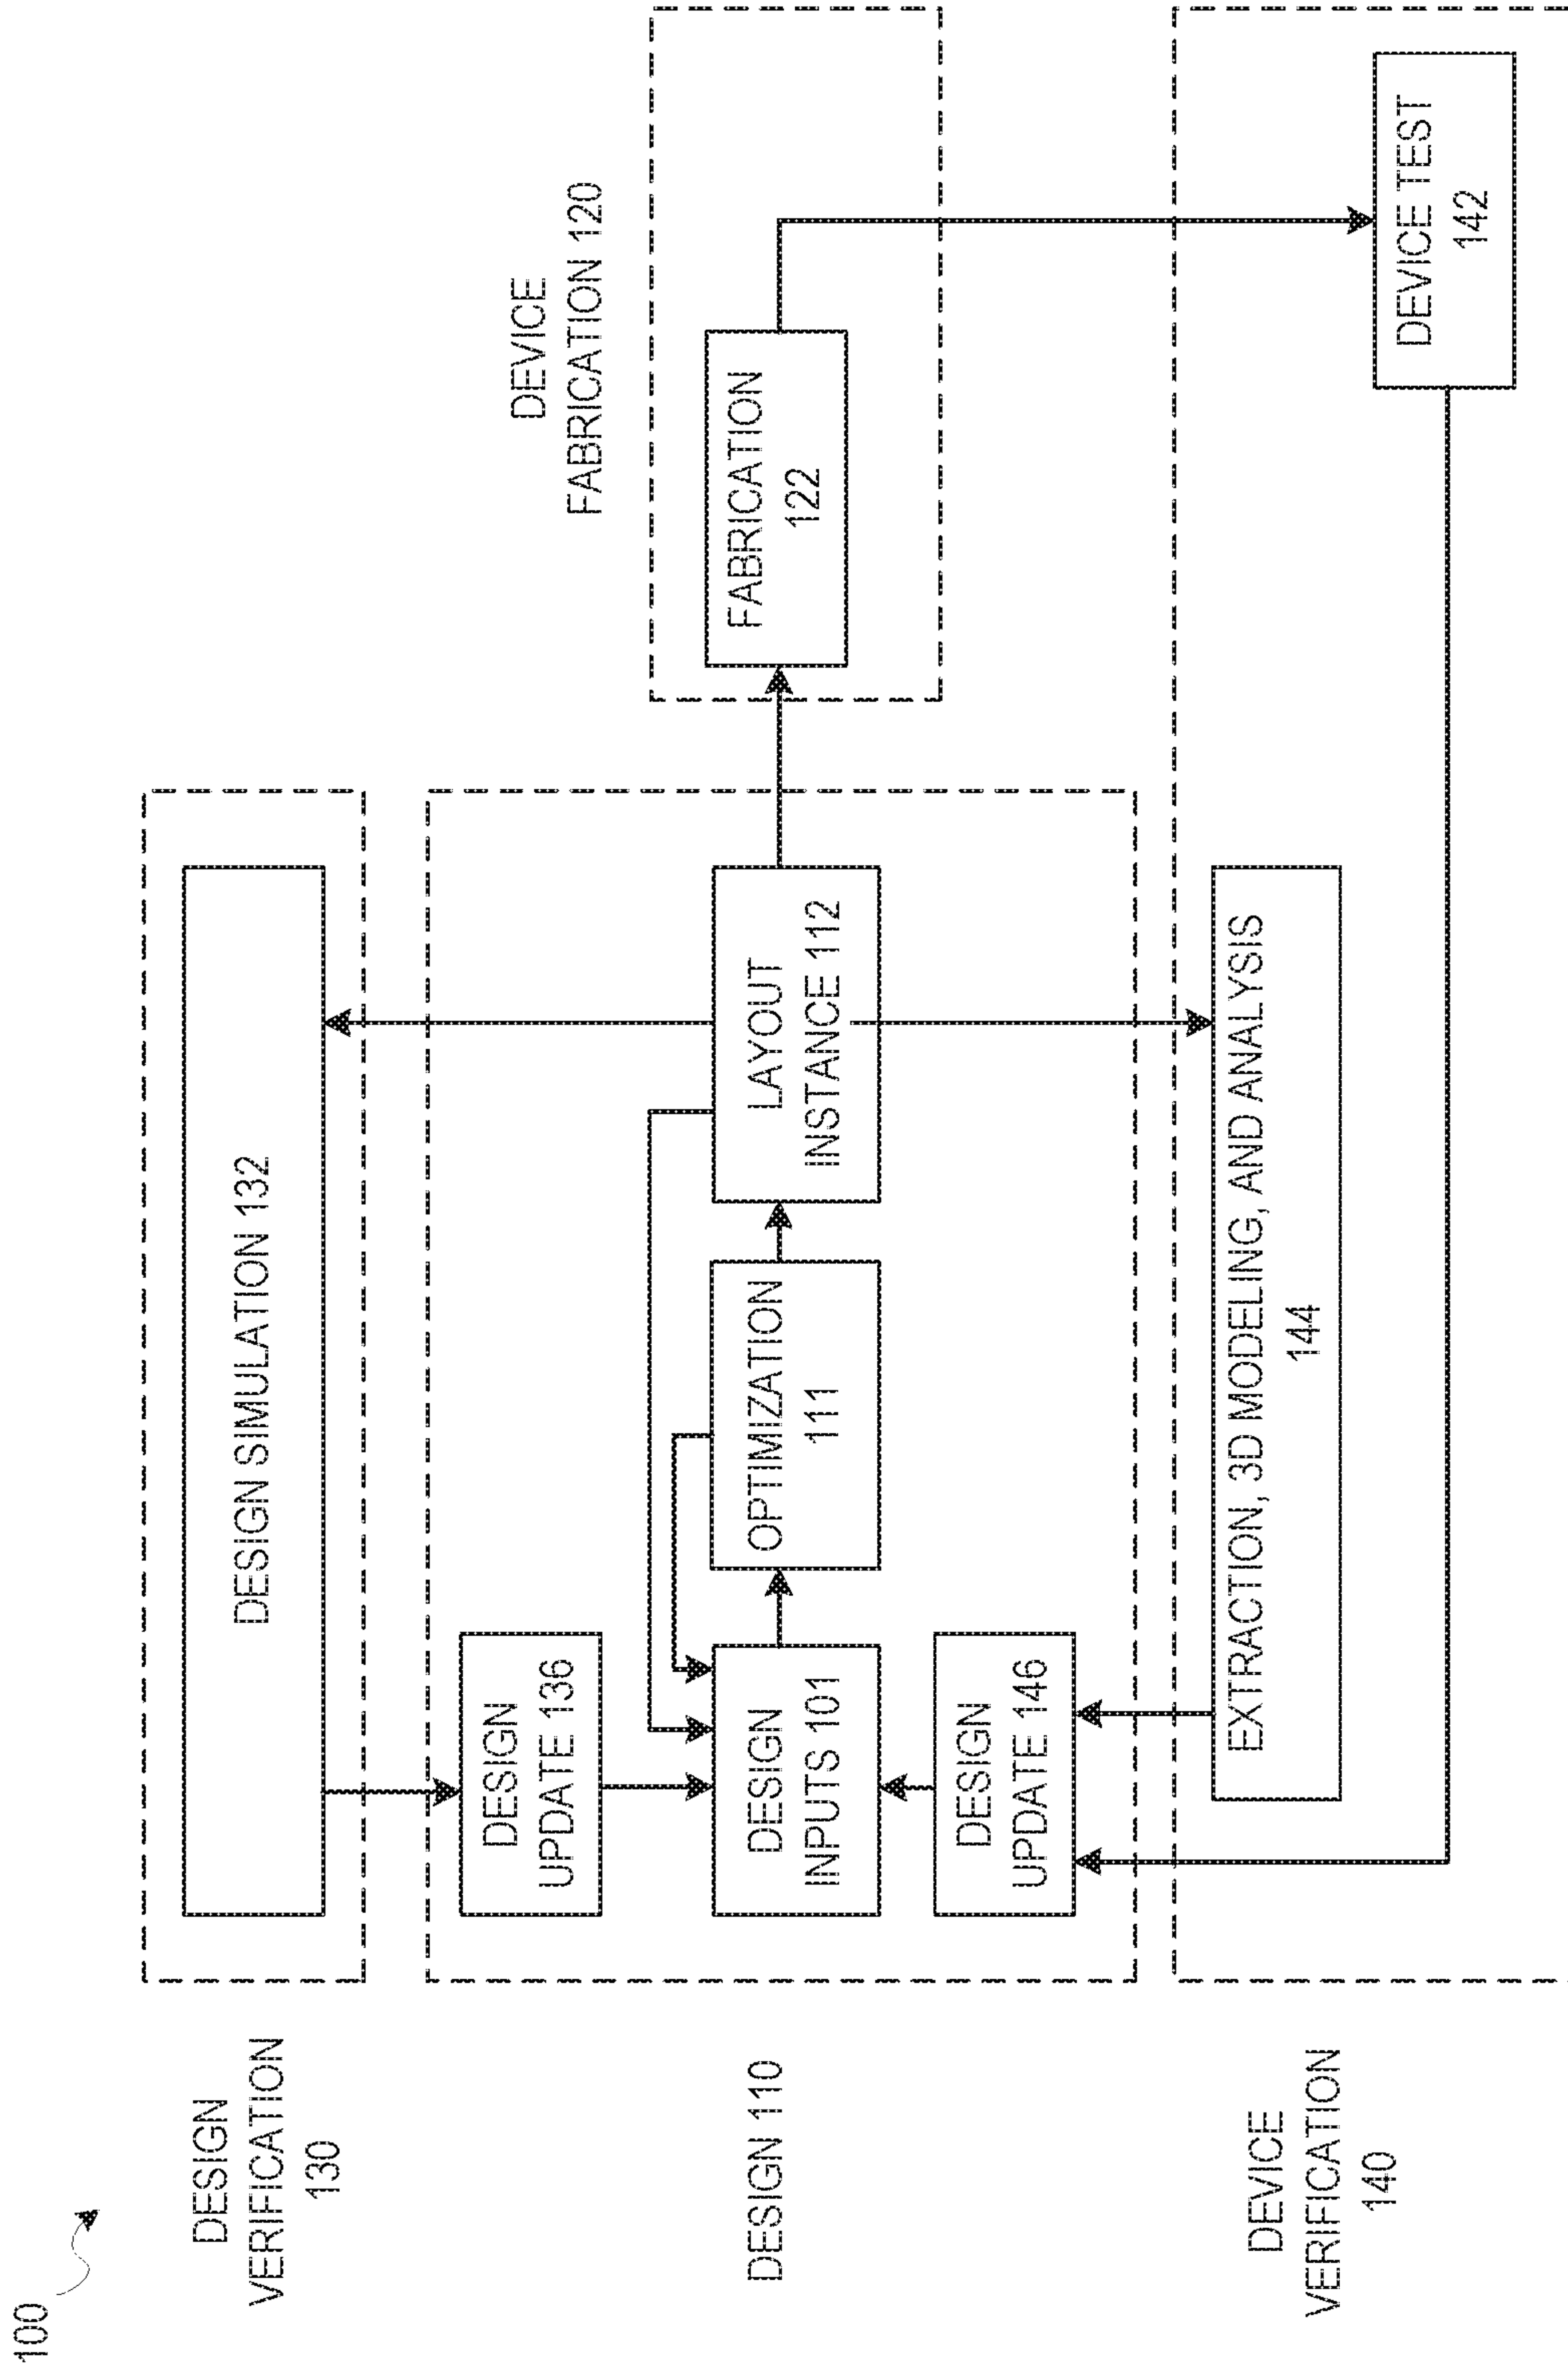 100
DESIGN
VERIFICATION
130
DESIGN SIMULATION 132
DESIGN 110
DESIGN
UPDATE 136
DESIGN
INPUTS 101
DESIGN
UPDATE 146
OPTIMIZATION
111
LAYOUT
INSTANCE 112
DEVICE
FABRICATION 120
FABRICATION
122
DEVICE
VERIFICATION
140
EXTRACTION, 3D MODELING, AND ANALYSIS
144
DEVICE TEST
142